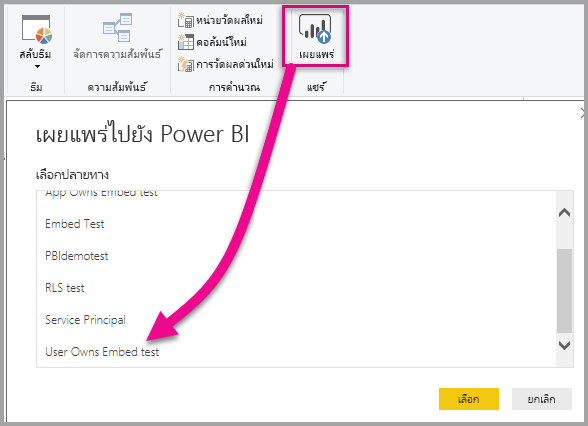 สลับธีม
จัดการความสัมพันธ์
หน่วยวัดผลใหม่
คอลัมน์ใหม่
การวัดผลด่วนใหม่
เผยแพร่
ธีม
ความสัมพันธ์
การคำนวณ
แชร์
เผยแพร่ไปยัง Power BI
เลือกปลายทาง
App Owns Embed test
Embed Test
PBIdemotest
RLS test
Service Principal
User Owns Embed test
เลือก
ยกเลิก